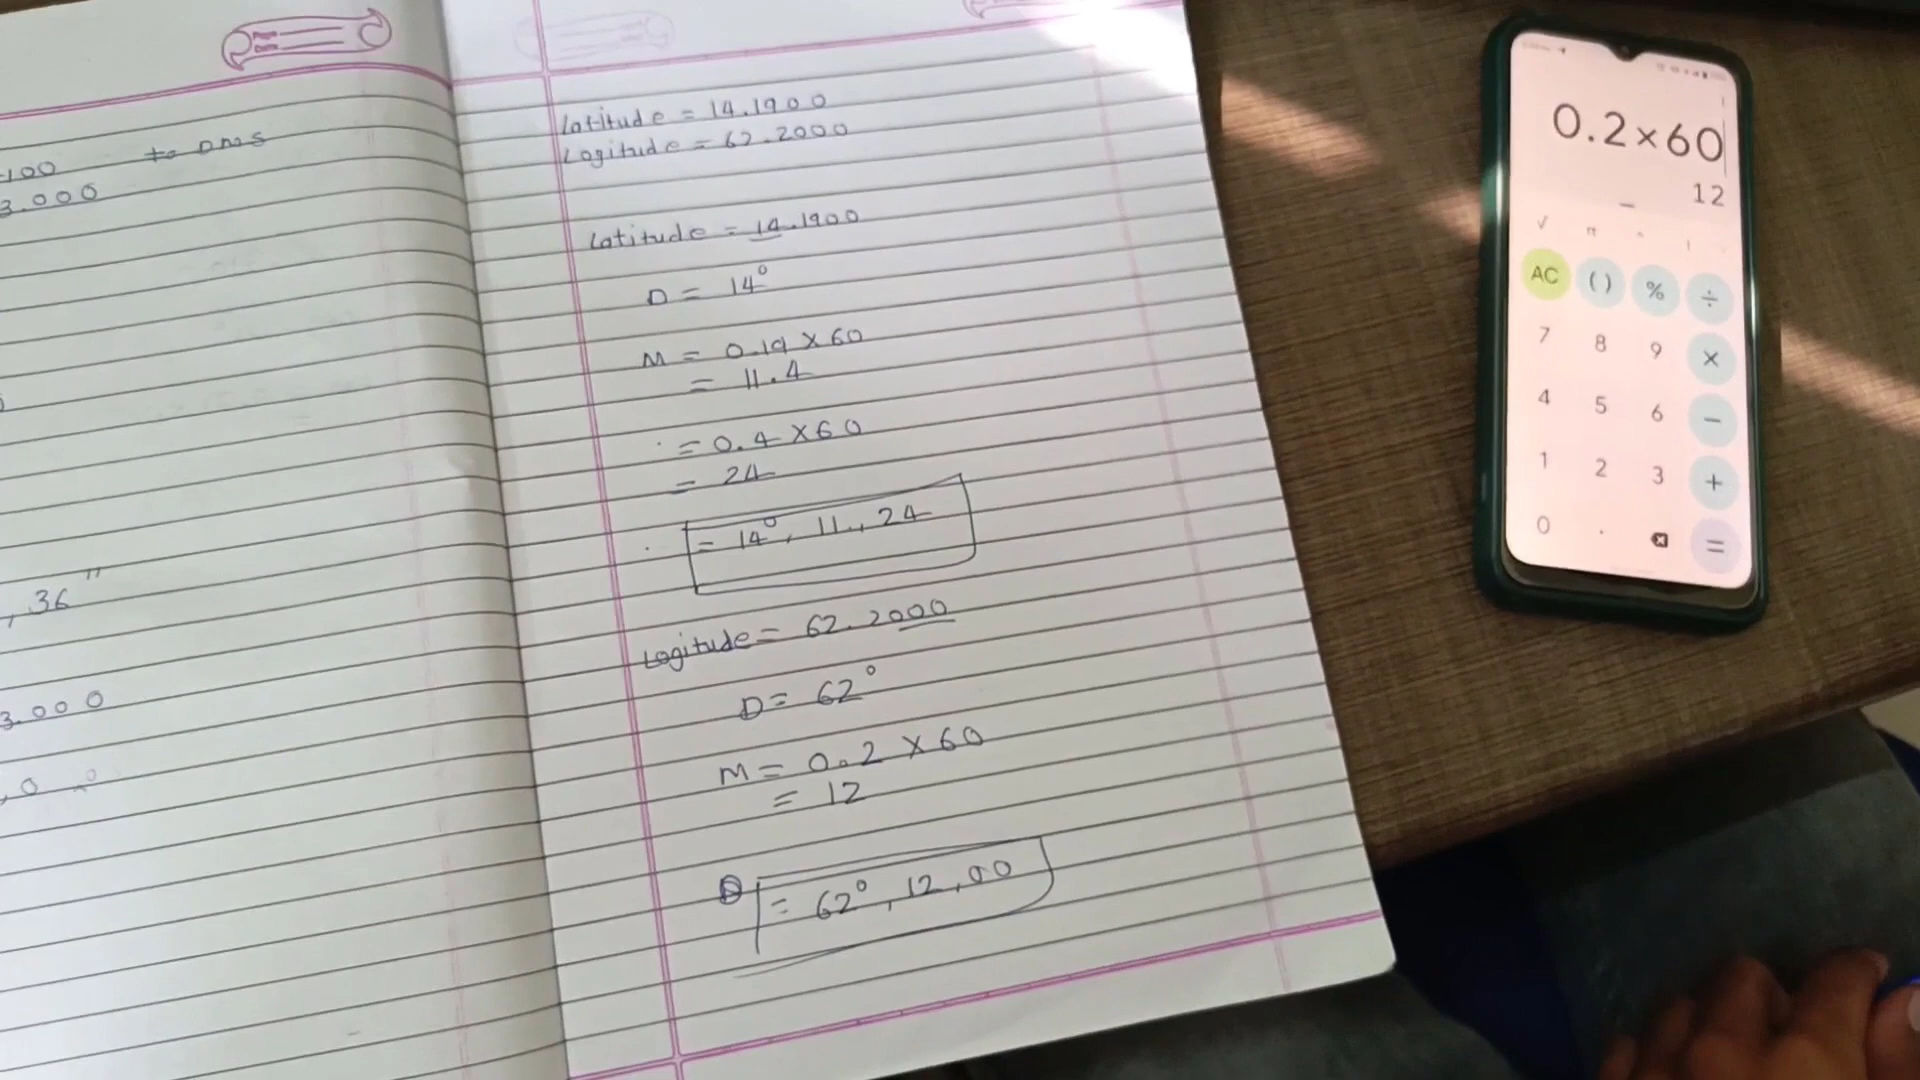 100 to DMS
3.000
, 36"
3.000
, 0
Latitude = 14.1900
Logitude = 62.2000
Latitude = 14.1900
D = 14°
M = 0.19 x 60
= 11.4
= 0.4 x 60
= 24
= 14°, 11, 24
Logitude = 62.2000
D = 62°
M = 0.2 x 60
= 12
= 62°, 12, 00
0.2×60
12
√ π ^ !
AC ( ) % ÷
7 8 9 ×
4 5 6 −
1 2 3 +
0 . =